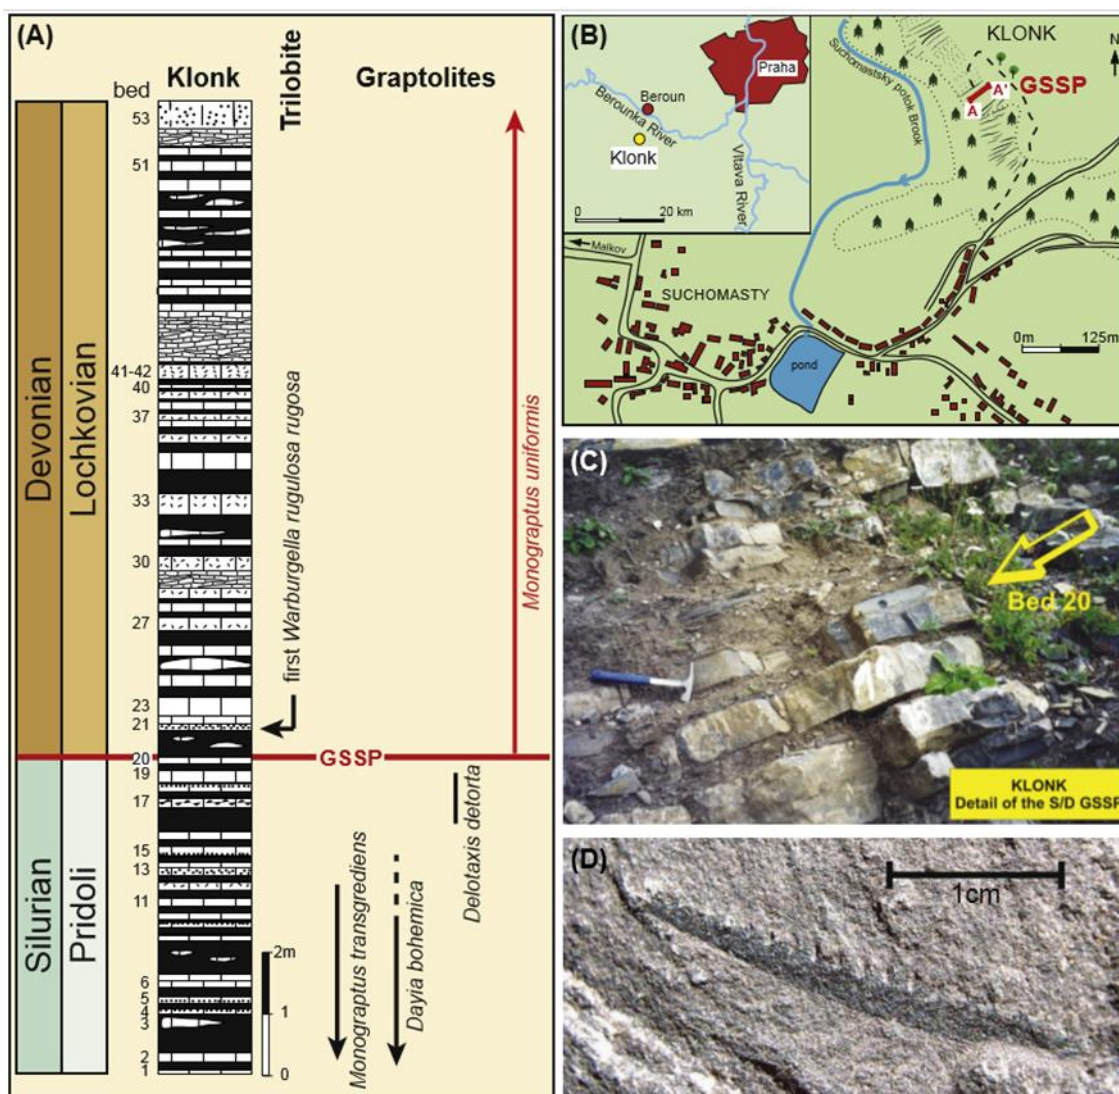 (A)
Klonk
bed
Trilobite
Graptolites
Devonian
Lochkovian
Silurian
Pridoli
53
51
41-42
40
37
33
30
27
23
21
20
19
17
15
13
11
6
5
4
3
2
1
first Warburgella rugulosa rugosa
GSSP
Monograptus uniformis
Monograptus transgrediens
Dayia bohemica
Delotaxis detorta
2m
1
0
(B)
Praha
Beroun
Berounka River
Klonk
Vltava River
0 20 km
Suchomastsky potok Brook
KLONK
N
GSSP
A'
A
Malkov
SUCHOMASTY
pond
0m 125m
(C)
Bed 20
KLONK
Detail of the S/D GSSP
(D)
1cm